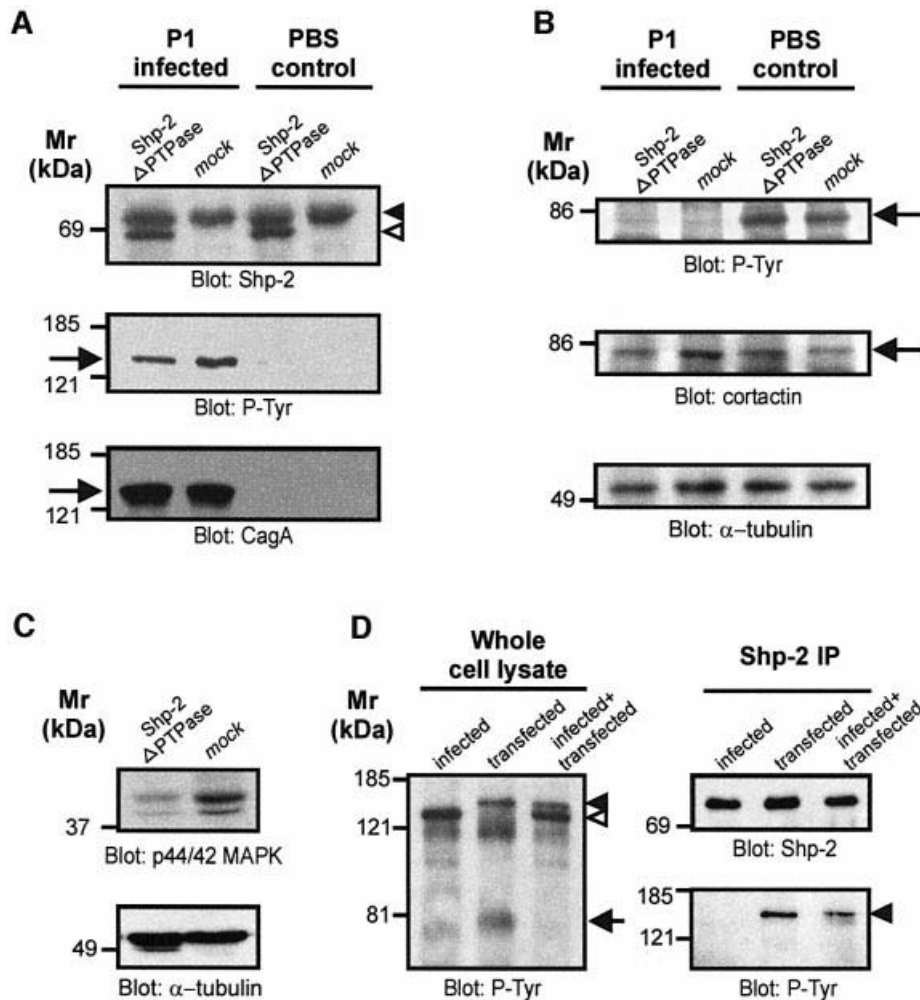 A
P1
infected
PBS
control
Mr
(kDa)
Shp-2
ΔPTPase
mock
Shp-2
ΔPTPase
mock
69
Blot: Shp-2
185
121
Blot: P-Tyr
185
121
Blot: CagA
B
P1
infected
PBS
control
Mr
(kDa)
Shp-2
ΔPTPase
mock
Shp-2
ΔPTPase
mock
86
Blot: P-Tyr
86
Blot: cortactin
49
Blot: α–tubulin
C
Mr
(kDa)
Shp-2
ΔPTPase
mock
37
Blot: p44/42 MAPK
49
Blot: α–tubulin
D
Whole
cell lysate
Mr
(kDa)
infected
transfected
infected+
transfected
185
121
81
Blot: P-Tyr
Shp-2 IP
infected
transfected
infected+
transfected
69
Blot: Shp-2
185
121
Blot: P-Tyr